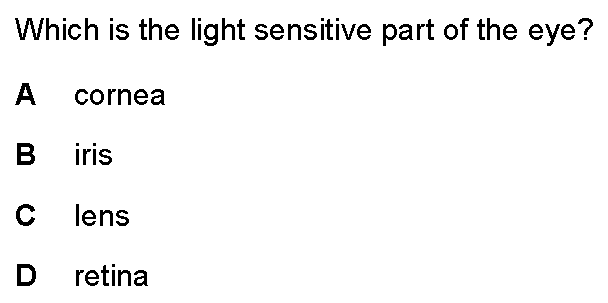 Which is the light sensitive part of the eye?
A cornea
B iris
C lens
D retina